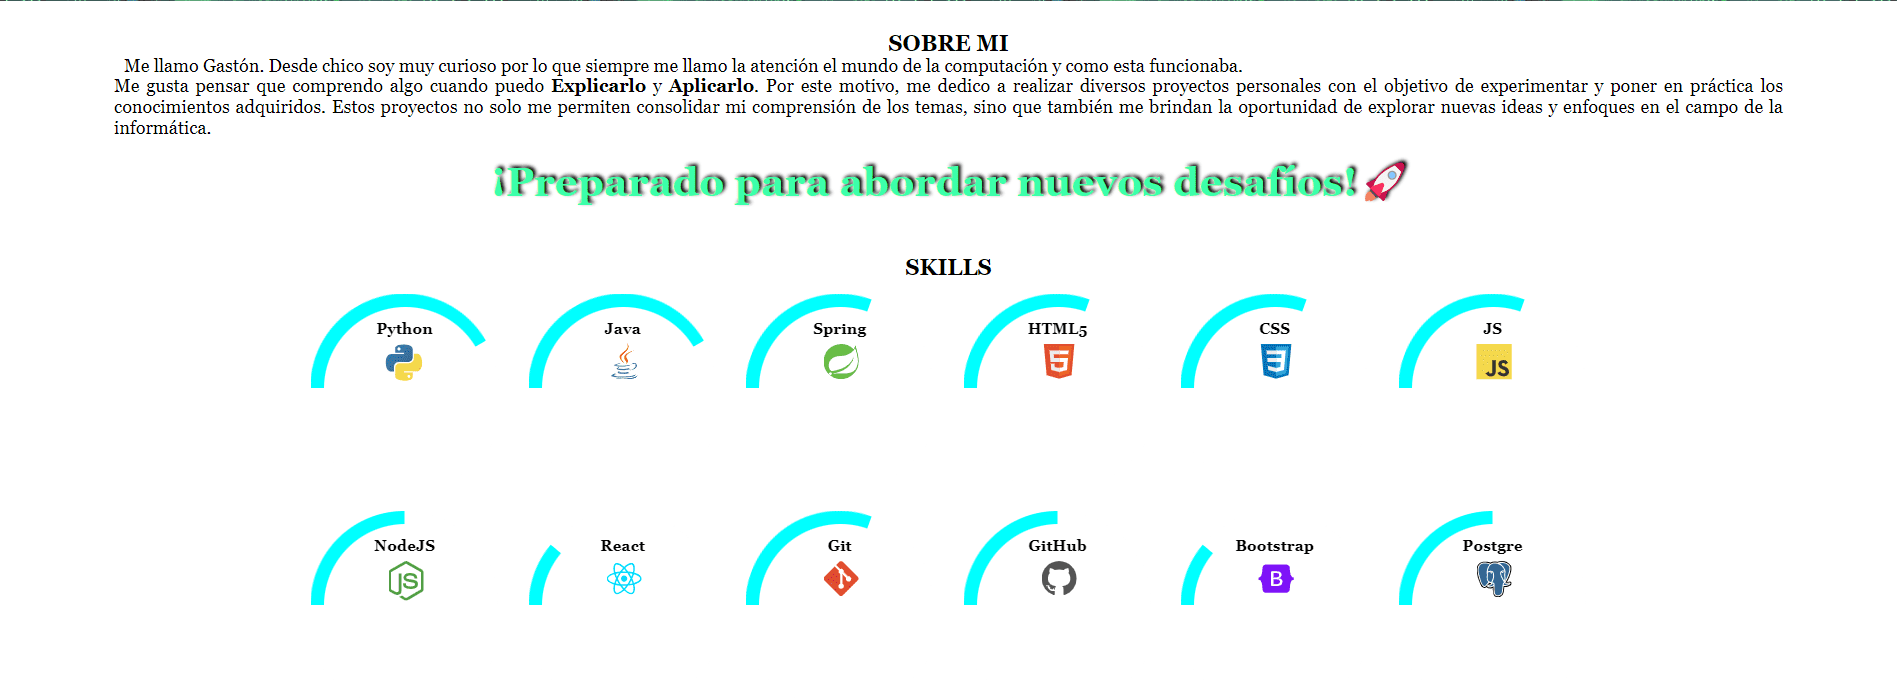 SOBRE MI
Me llamo Gastón. Desde chico soy muy curioso por lo que siempre me llamo la atención el mundo de la computación y como esta funcionaba.
Me gusta pensar que comprendo algo cuando puedo Explicarlo y Aplicarlo. Por este motivo, me dedico a realizar diversos proyectos personales con el objetivo de experimentar y poner en práctica los
conocimientos adquiridos. Estos proyectos no solo me permiten consolidar mi comprensión de los temas, sino que también me brindan la oportunidad de explorar nuevas ideas y enfoques en el campo de la
informática.
¡Preparado para abordar nuevos desafíos!🚀
SKILLS
Python Java Spring HTML5 CSS JS
5 3 JS
NodeJS React Git GitHub Bootstrap Postgre
JS B